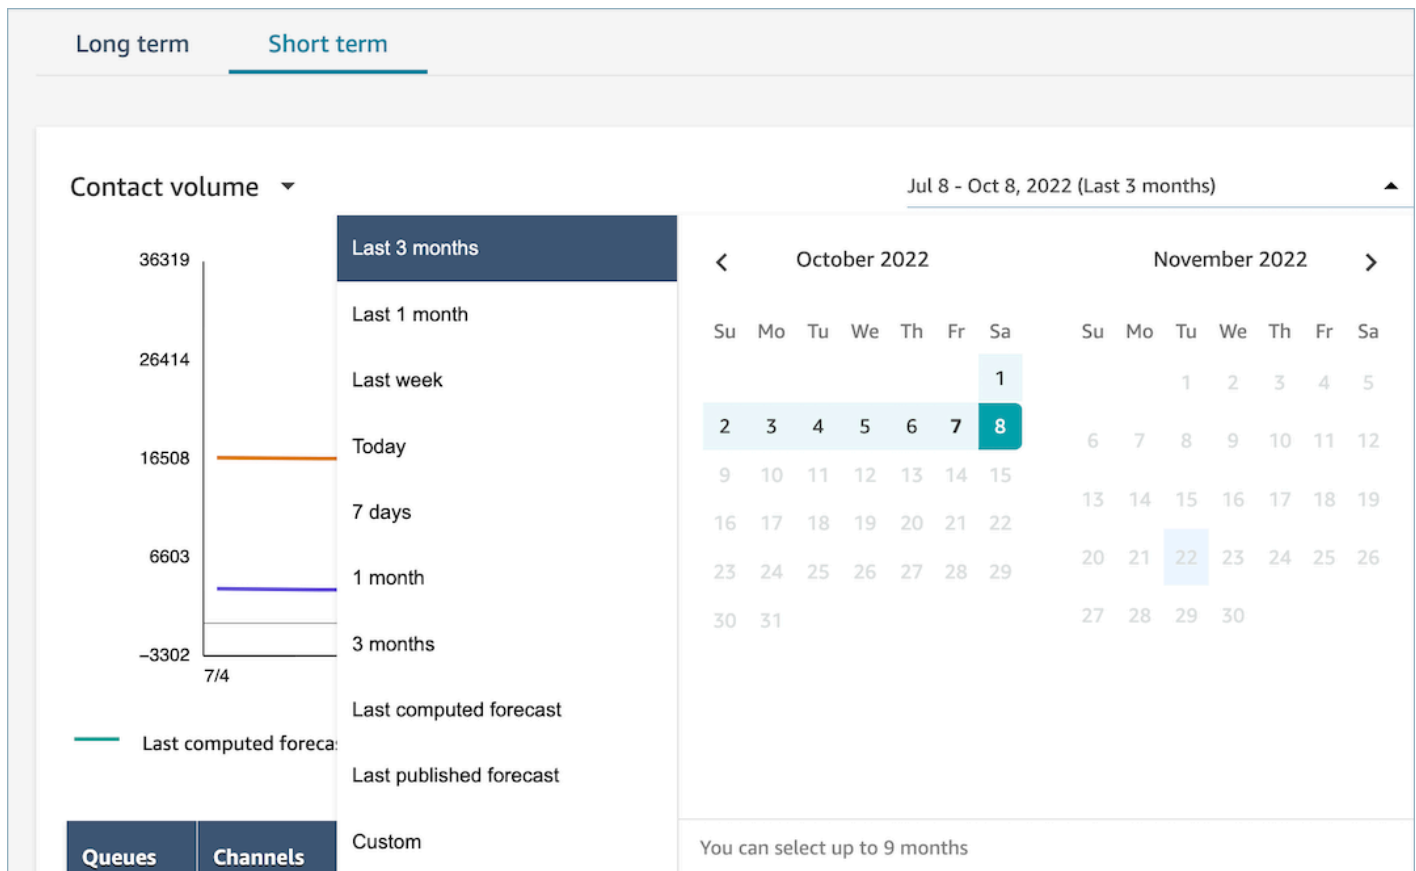 Long term Short term
Contact volume
Jul 8 - Oct 8, 2022 (Last 3 months)
36319
26414
16508
6603
−3302
7/4
Last computed foreca
Queues Channels
Last 3 months
Last 1 month
Last week
Today
7 days
1 month
3 months
Last computed forecast
Last published forecast
Custom
October 2022
Su Mo Tu We Th Fr Sa
1
2 3 4 5 6 7 8
9 10 11 12 13 14 15
16 17 18 19 20 21 22
23 24 25 26 27 28 29
30 31
November 2022
Su Mo Tu We Th Fr Sa
1 2 3 4 5
6 7 8 9 10 11 12
13 14 15 16 17 18 19
20 21 22 23 24 25 26
27 28 29 30
You can select up to 9 months